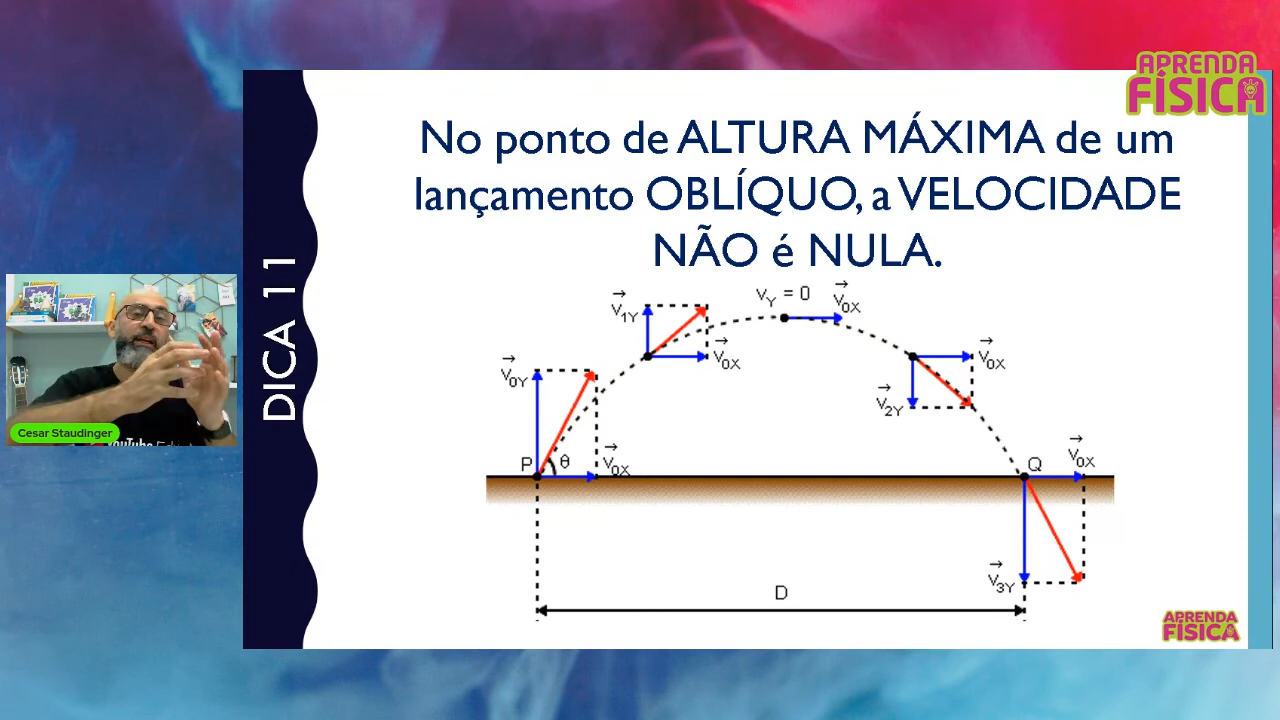 APRENDA
FÍSICA
No ponto de ALTURA MÁXIMA de um
lançamento OBLÍQUO, a VELOCIDADE
NÃO é NULA.
DICA 11
V1Y
VY = 0
V0X
V0X
V0X
V0Y
V2Y
P
θ
V0X
Q
V0X
V3Y
D
Cesar Staudinger
YouTube
APRENDA
FÍSICA